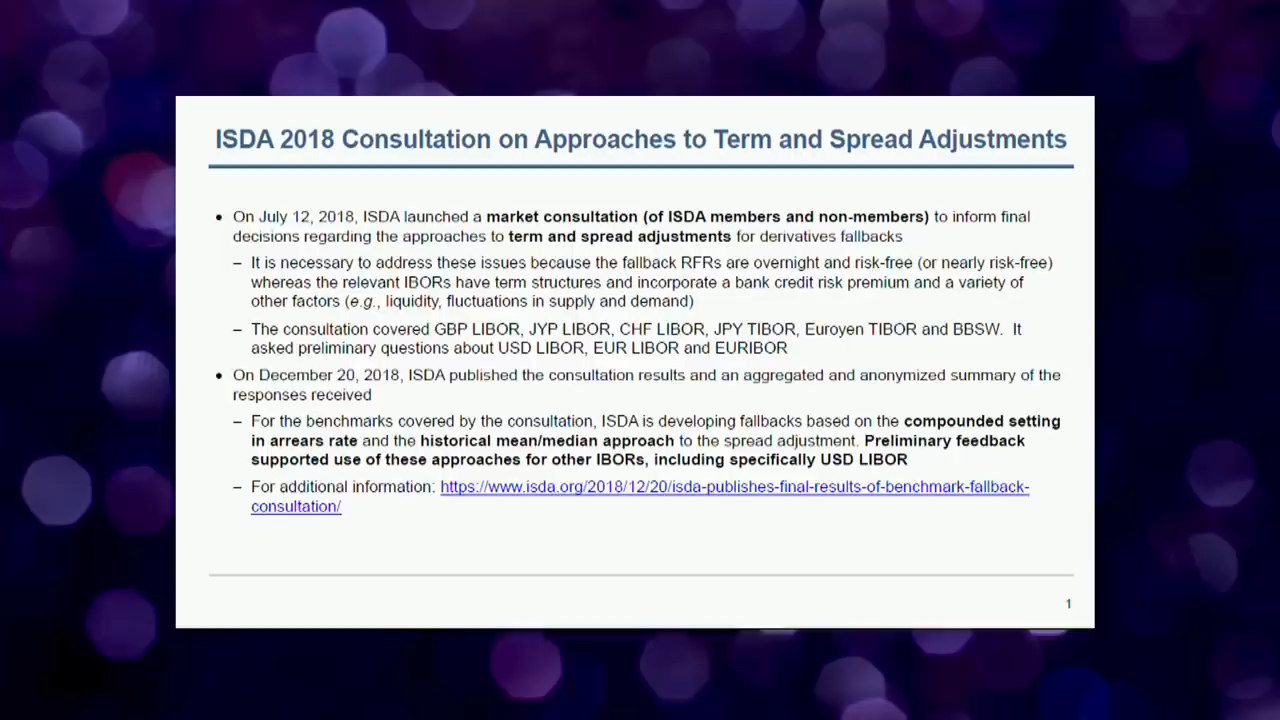 ISDA 2018 Consultation on Approaches to Term and Spread Adjustments
• On July 12, 2018, ISDA launched a market consultation (of ISDA members and non-members) to inform final
decisions regarding the approaches to term and spread adjustments for derivatives fallbacks
– It is necessary to address these issues because the fallback RFRs are overnight and risk-free (or nearly risk-free)
whereas the relevant IBORs have term structures and incorporate a bank credit risk premium and a variety of
other factors (e.g., liquidity, fluctuations in supply and demand)
– The consultation covered GBP LIBOR, JYP LIBOR, CHF LIBOR, JPY TIBOR, Euroyen TIBOR and BBSW. It
asked preliminary questions about USD LIBOR, EUR LIBOR and EURIBOR
• On December 20, 2018, ISDA published the consultation results and an aggregated and anonymized summary of the
responses received
– For the benchmarks covered by the consultation, ISDA is developing fallbacks based on the compounded setting
in arrears rate and the historical mean/median approach to the spread adjustment. Preliminary feedback
supported use of these approaches for other IBORs, including specifically USD LIBOR
– For additional information: https://www.isda.org/2018/12/20/isda-publishes-final-results-of-benchmark-fallback-
consultation/
1